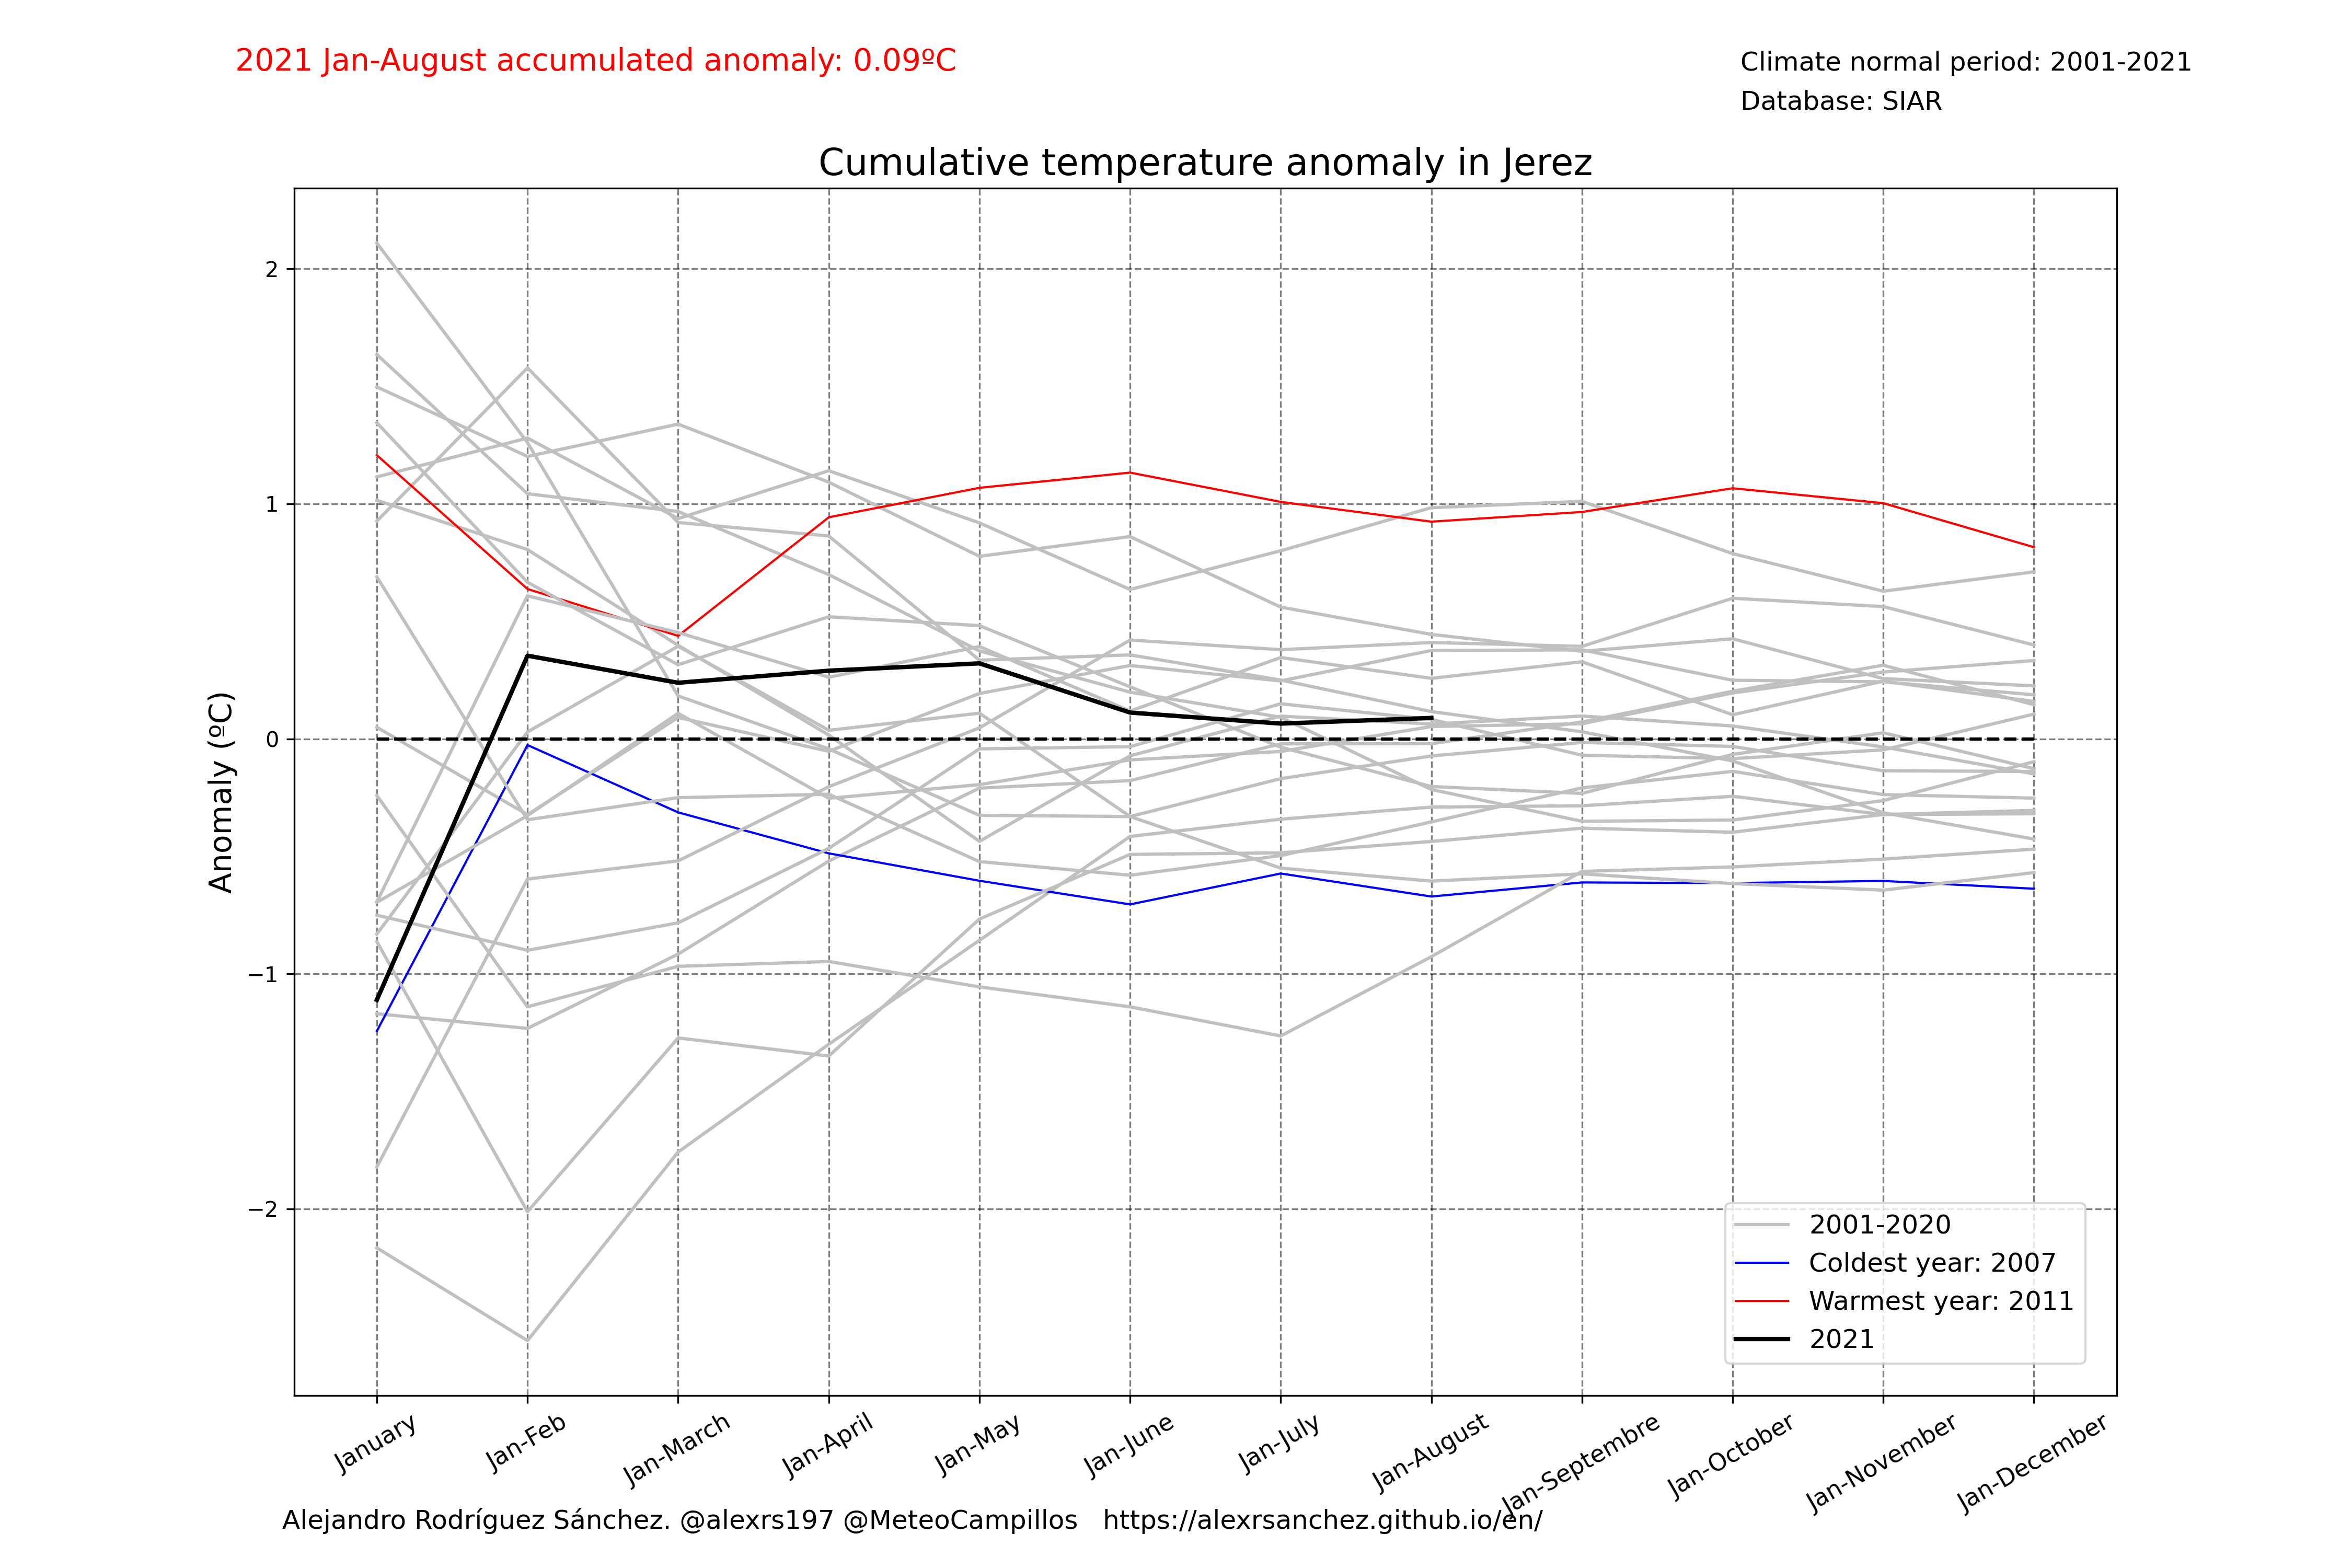 2021 Jan-August accumulated anomaly: 0.09ºC
Climate normal period: 2001-2021
Database: SIAR
Cumulative temperature anomaly in Jerez
Anomaly (ºC)
2
1
0
−1
−2
2001-2020
Coldest year: 2007
Warmest year: 2011
2021
January
Jan-Feb
Jan-March
Jan-April
Jan-May
Jan-June
Jan-July
Jan-August
Jan-Septembre
Jan-October
Jan-November
Jan-December
Alejandro Rodríguez Sánchez. @alexrs197 @MeteoCampillos   https://alexrsanchez.github.io/en/